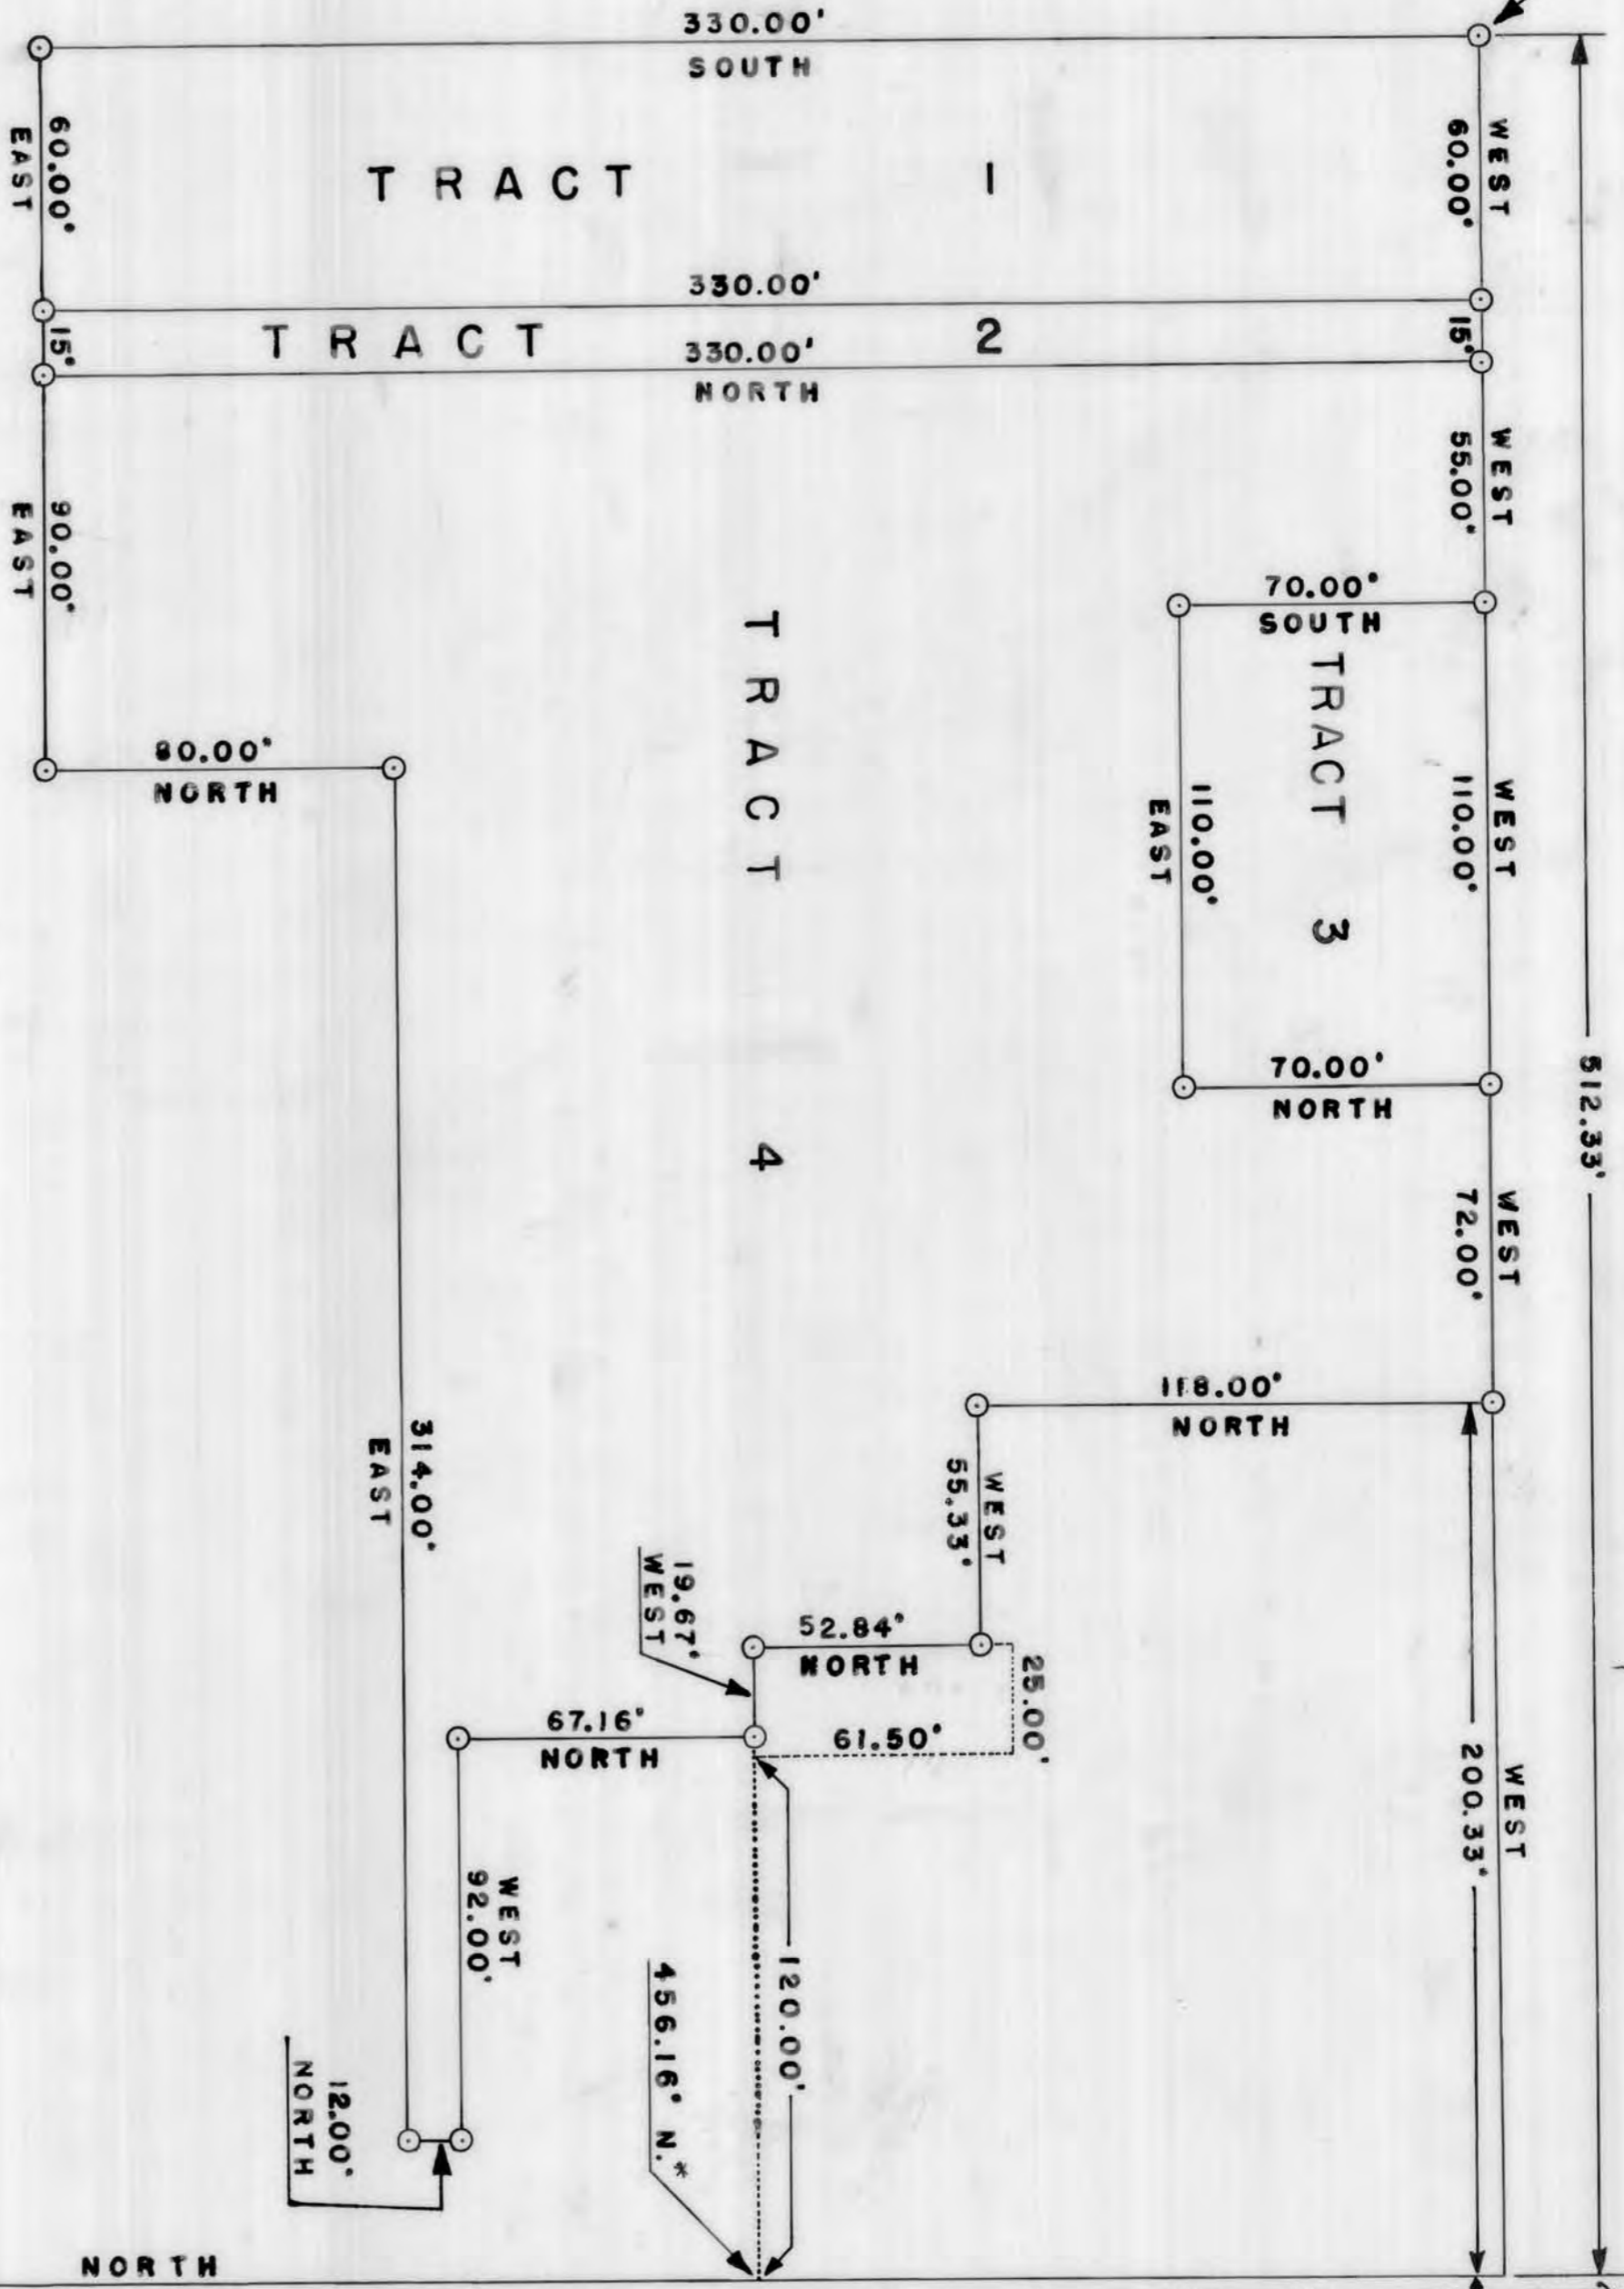 330.00'
SOUTH
60.00'
EAST
WEST
60.00'
TRACT 1
330.00'
15'
TRACT 2
15'
330.00'
NORTH
WEST
55.00'
90.00'
EAST
70.00'
SOUTH
TRACT 3
TRACT 4
80.00'
NORTH
110.00'
EAST
WEST
110.00'
70.00'
NORTH
512.33'
WEST
72.00'
118.00'
NORTH
314.00'
EAST
WEST
55.33'
19.67'
WEST
52.84'
NORTH
25.00'
67.16'
NORTH
61.50'
WEST
200.33'
WEST
92.00'
120.00'
456.16' N.*
12.00'
NORTH
NORTH